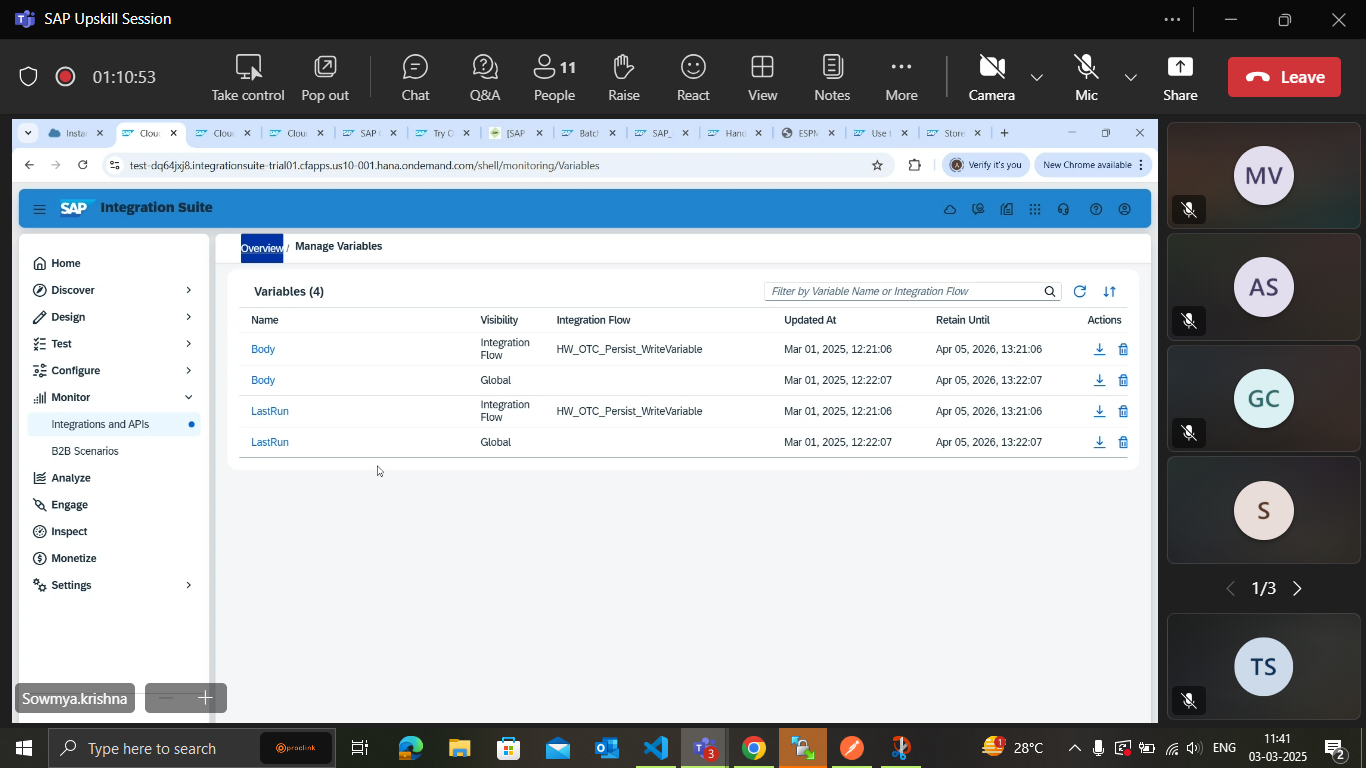 SAP Upskill Session
01:10:53
Take control
Pop out
Chat
Q&A
11
People
Raise
React
View
Notes
More
Camera
Mic
Share
Leave
Insta
Clou
Clou
Clou
SAP
Try C
[SAP
Batch
SAP_
Hand
ESPM
Use t
Store
test-dq64jxj8.integrationsuite-trial01.cfapps.us10-001.hana.ondemand.com/shell/monitoring/Variables
Verify it's you
New Chrome available
SAP Integration Suite
Home
Discover
Design
Test
Configure
Monitor
Integrations and APIs
B2B Scenarios
Analyze
Engage
Inspect
Monetize
Settings
Overview / Manage Variables
Variables (4)
Filter by Variable Name or Integration Flow
Name Visibility Integration Flow Updated At Retain Until Actions
Body Integration Flow HW_OTC_Persist_WriteVariable Mar 01, 2025, 12:21:06 Apr 05, 2026, 13:21:06
Body Global Mar 01, 2025, 12:22:07 Apr 05, 2026, 13:22:07
LastRun Integration Flow HW_OTC_Persist_WriteVariable Mar 01, 2025, 12:21:06 Apr 05, 2026, 13:21:06
LastRun Global Mar 01, 2025, 12:22:07 Apr 05, 2026, 13:22:07
MV
AS
GC
S
1/3
TS
Sowmya.krishna
Type here to search
proclink
3
1
28°C
ENG
11:41
03-03-2025
2